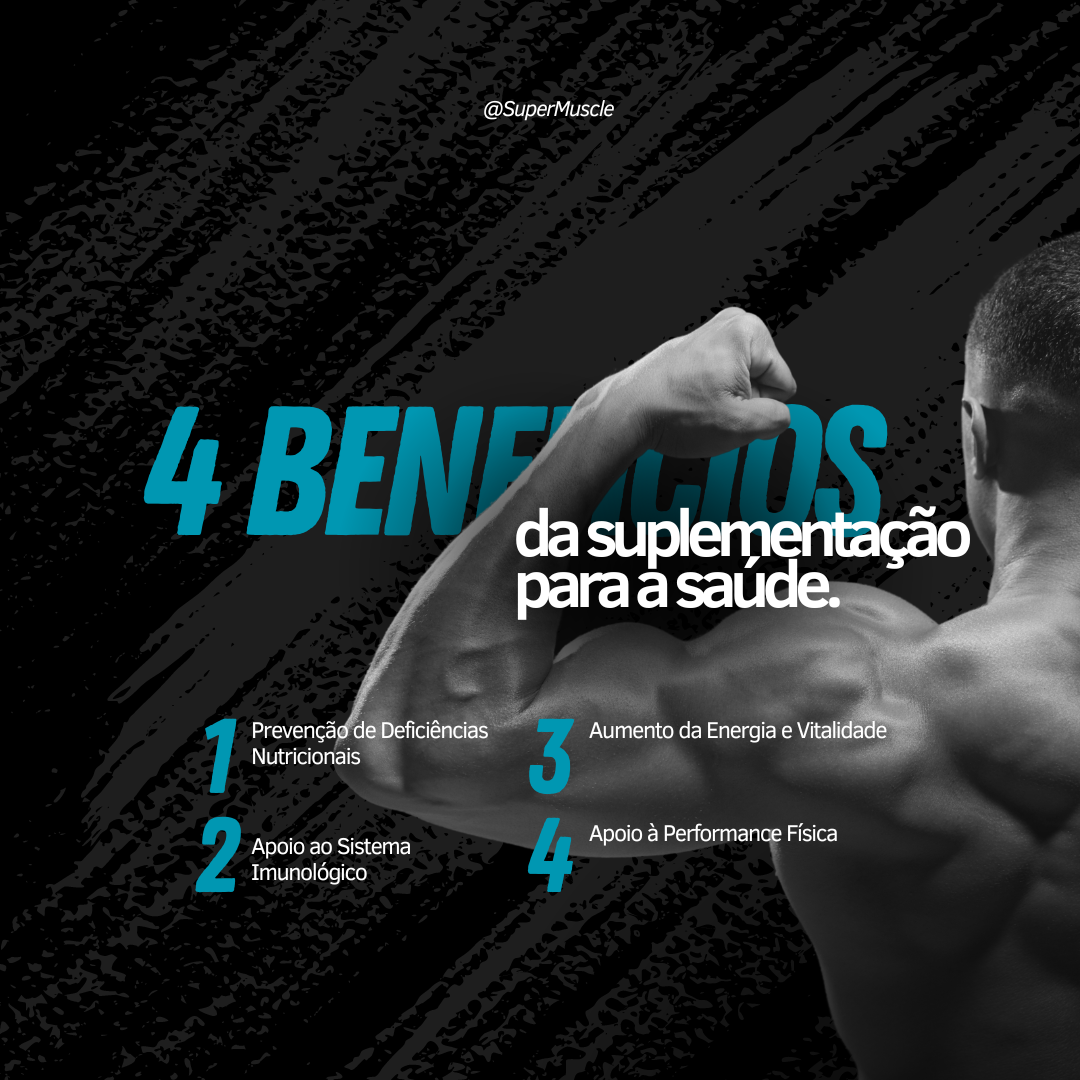 @SuperMuscle
4 BENEFÍCIOS
da suplementação
para a saúde.
1 Prevenção de Deficiências
Nutricionais
2 Apoio ao Sistema
Imunológico
3 Aumento da Energia e Vitalidade
4 Apoio à Performance Física